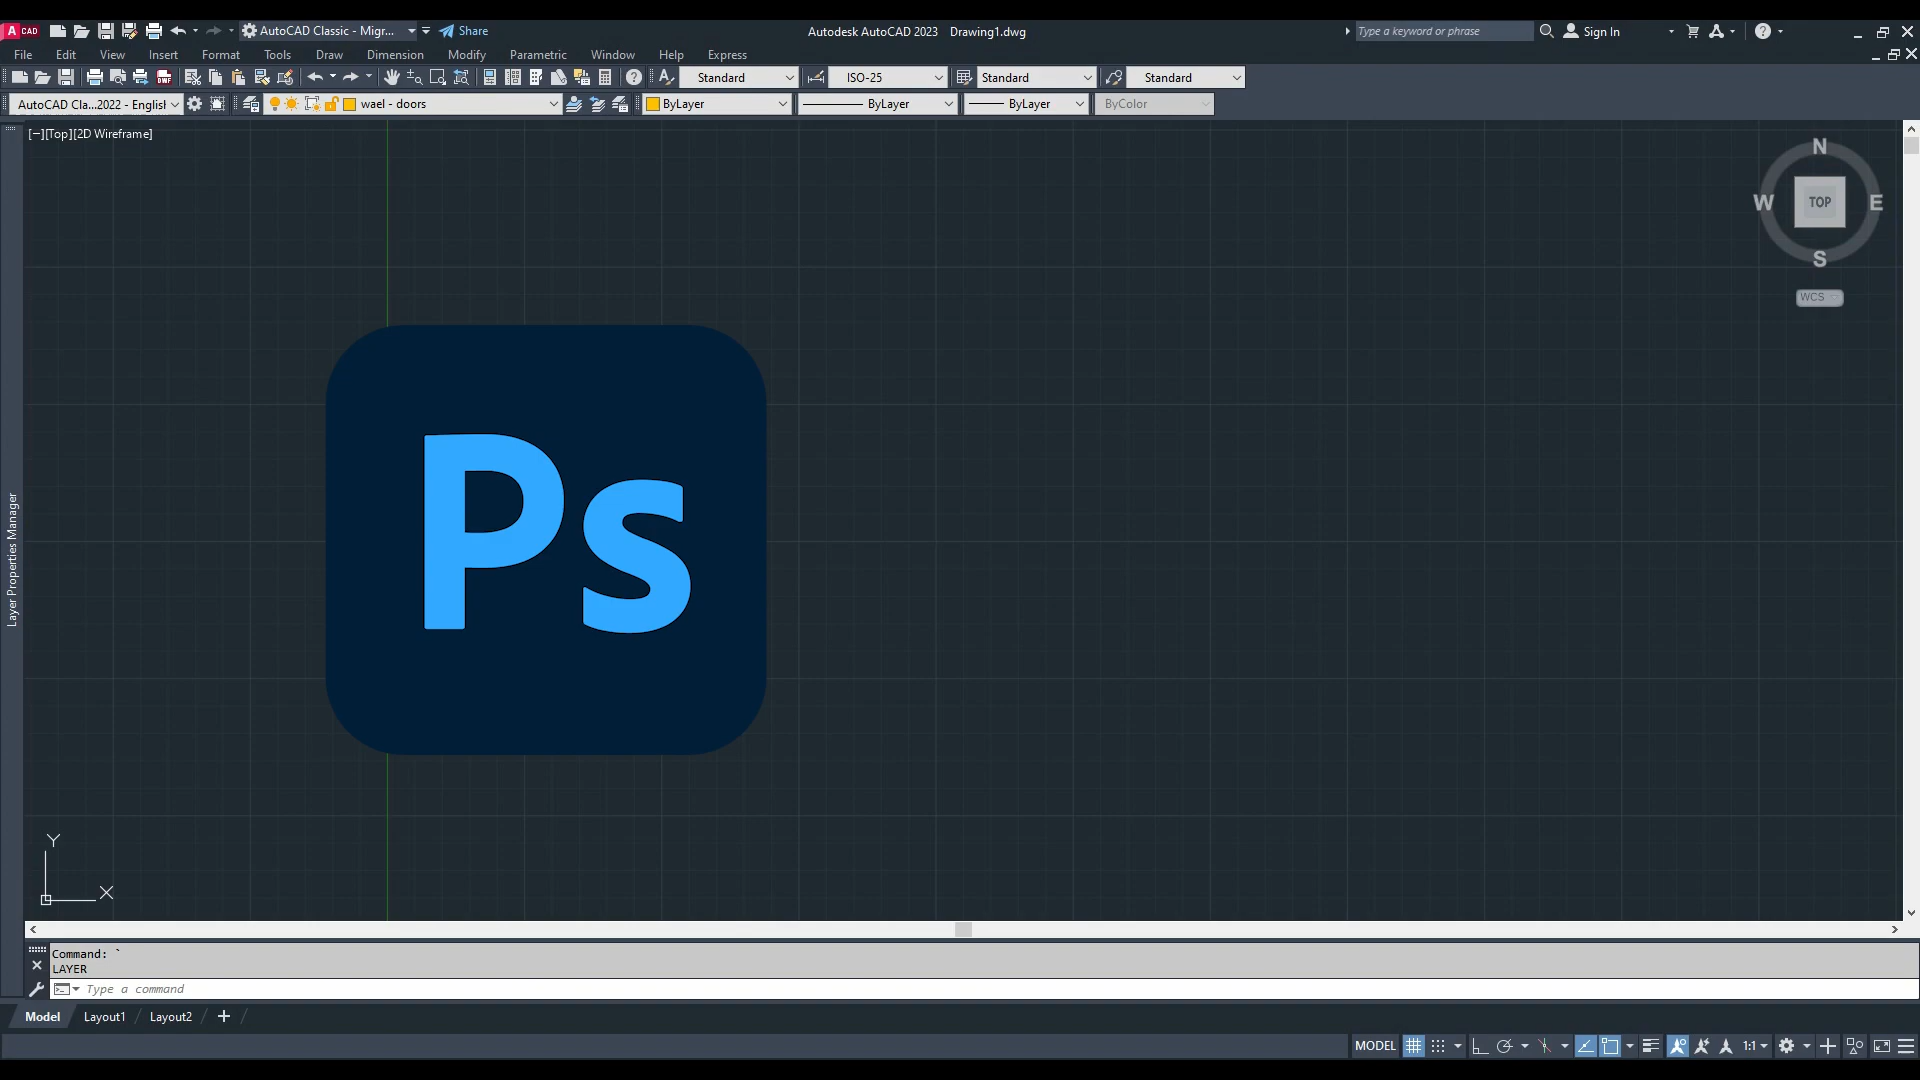 CAD
AutoCAD Classic - Migr...
Share
Autodesk AutoCAD 2023 Drawing1.dwg
Type a keyword or phrase
Sign In
File Edit View Insert Format Tools Draw Dimension Modify Parametric Window Help Express
Standard ISO-25 Standard Standard
AutoCAD Cla...2022 - English wael - doors ByLayer ByLayer ByLayer ByColor
[−][Top][2D Wireframe]
N
W TOP E
S
WCS
Ps
Layer Properties Manager
Y
X
Command: `
LAYER
Type a command
Model Layout1 Layout2
MODEL 1:1